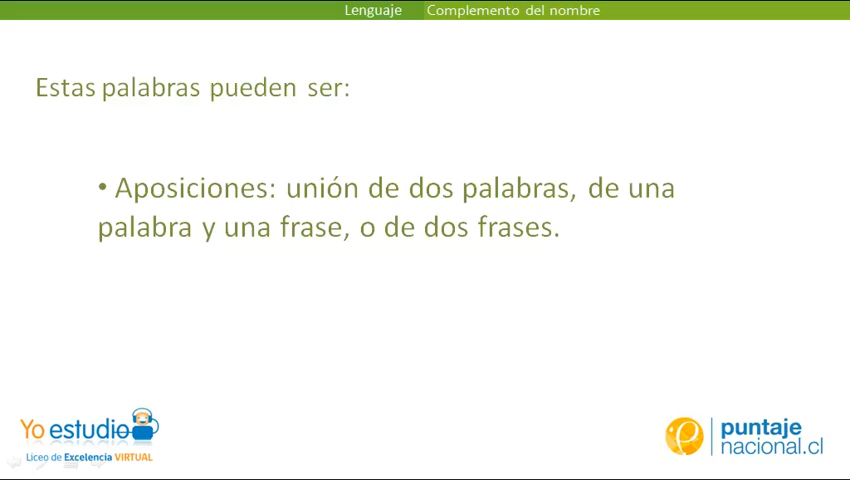 Lenguaje Complemento del nombre
Estas palabras pueden ser:
• Aposiciones: unión de dos palabras, de una
palabra y una frase, o de dos frases.
Yo estudio
Liceo de Excelencia VIRTUAL
puntaje
nacional.cl